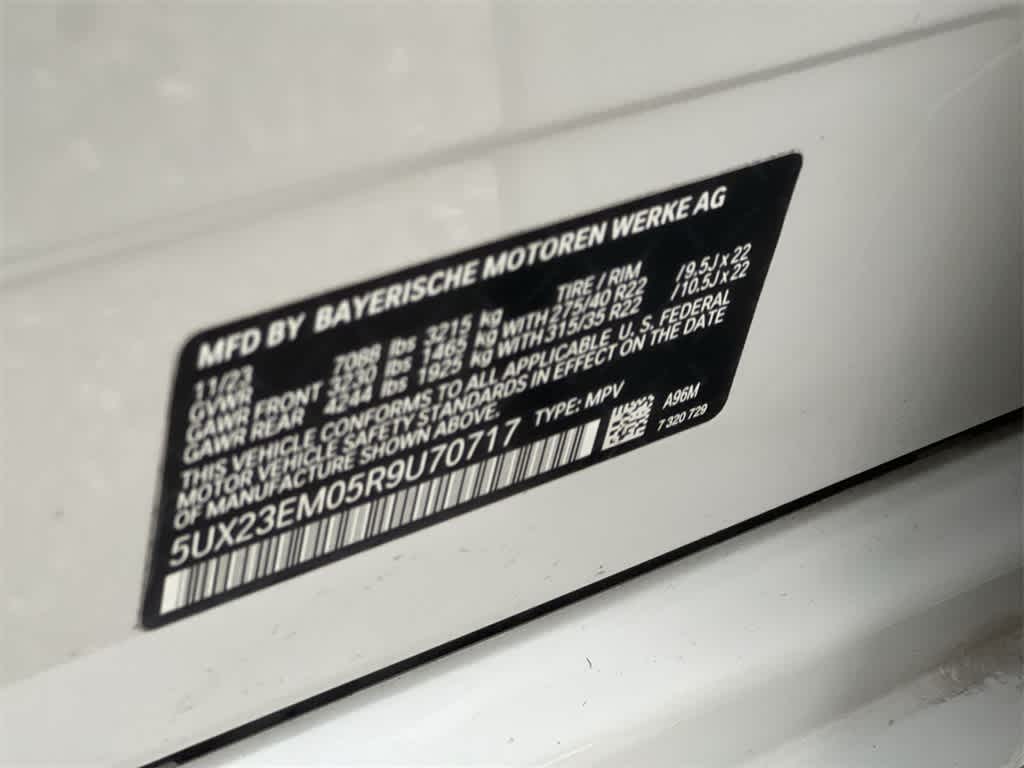 MFD BY BAYERISCHE MOTOREN WERKE AG
11/23 TIRE / RIM
GVWR 7088 lbs 3215 kg
GAWR FRONT 3230 lbs 1465 kg WITH 275/40 R22 /9.5J x 22
GAWR REAR 4244 lbs 1925 kg WITH 315/35 R22 /10.5J x 22
THIS VEHICLE CONFORMS TO ALL APPLICABLE U. S. FEDERAL
MOTOR VEHICLE SAFETY STANDARDS IN EFFECT ON THE DATE
OF MANUFACTURE SHOWN ABOVE.
5UX23EM05R9U70717 TYPE: MPV
A96M
7 320 729